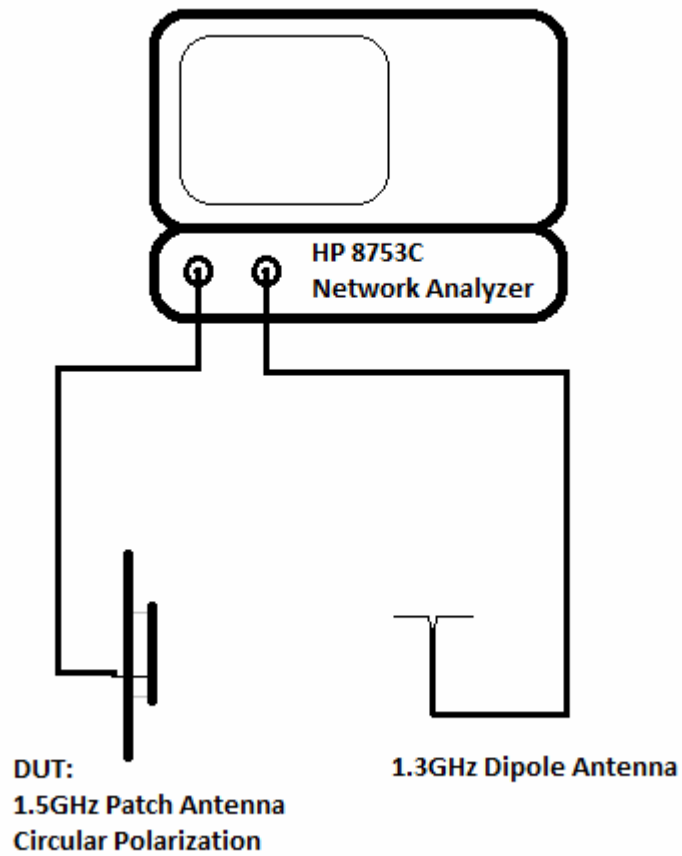 HP 8753C
Network Analyzer
DUT:
1.5GHz Patch Antenna
Circular Polarization
1.3GHz Dipole Antenna